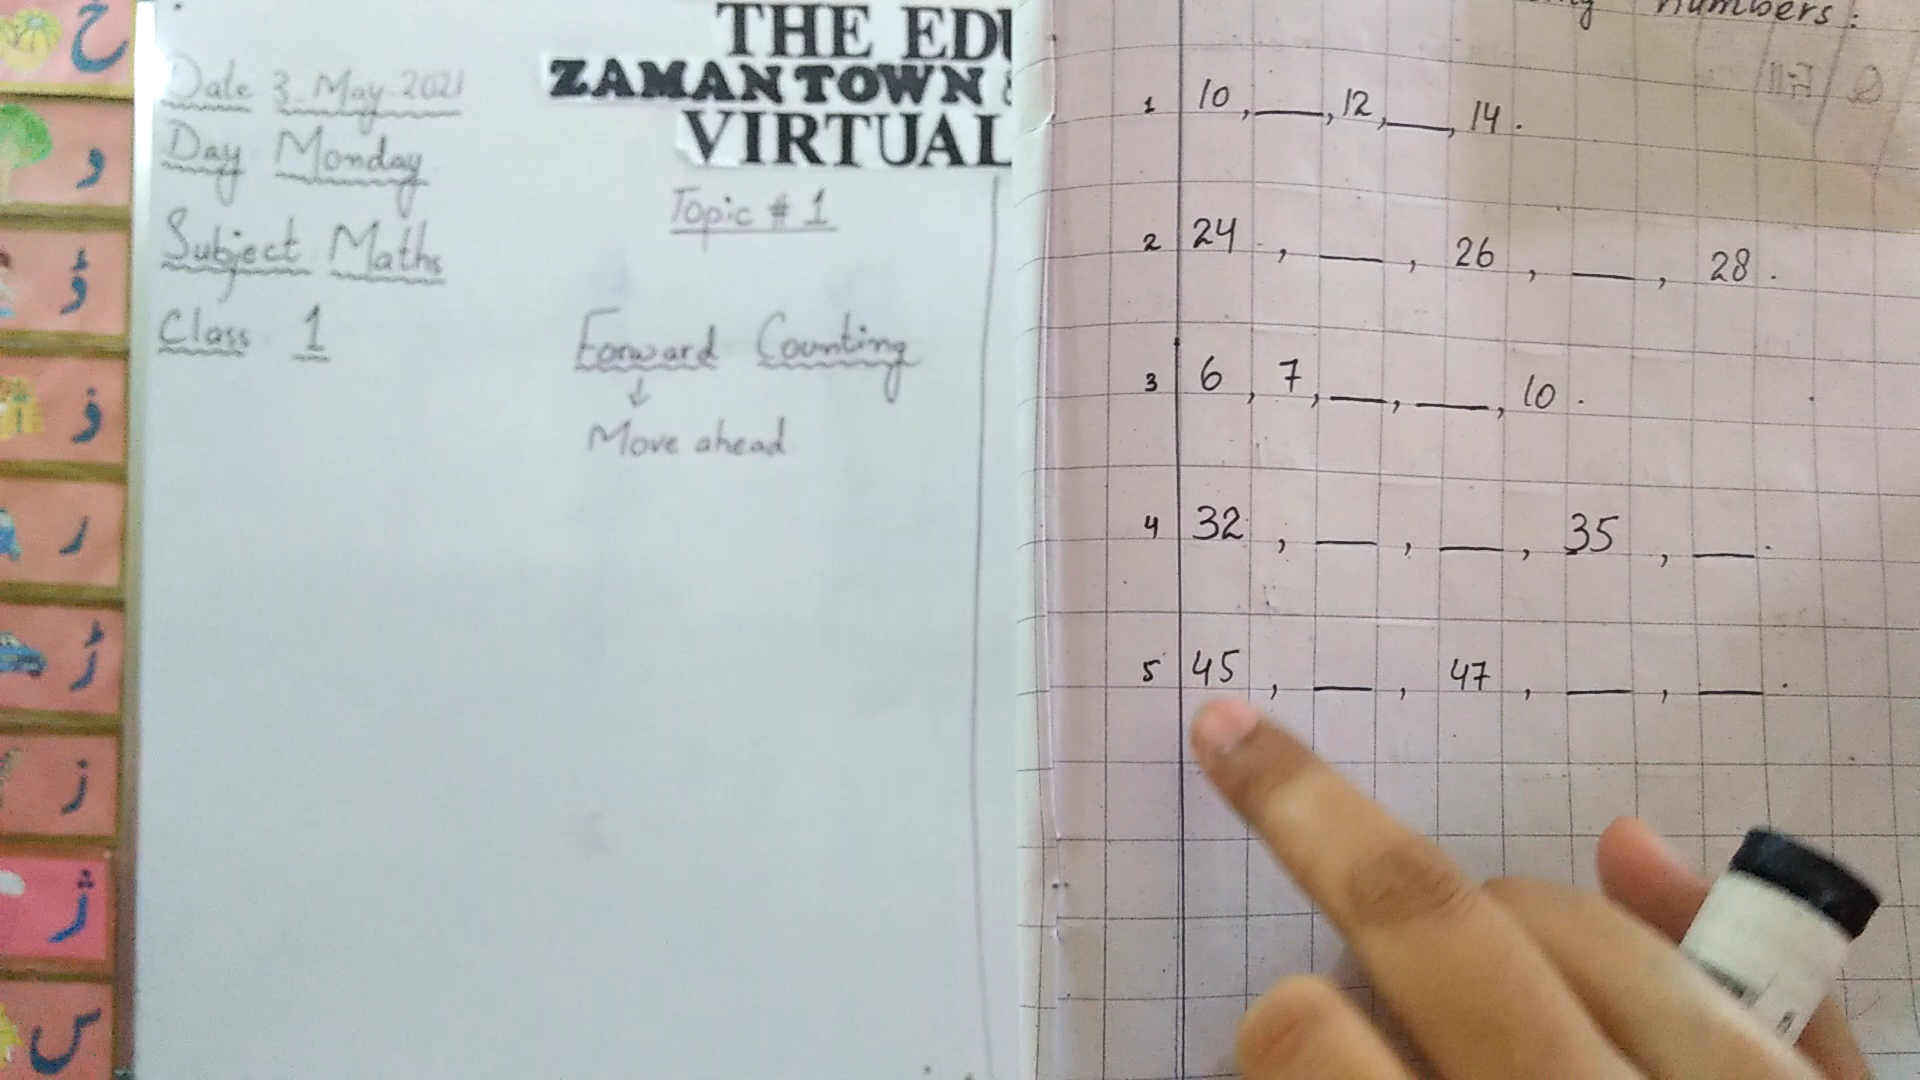 THE EDU
ZAMAN TOWN
VIRTUAL
Date 3 May 2021
Day Monday
Subject Maths
Class 1
Topic # 1
Forward Counting
↓
Move ahead
numbers:
1 10, ___, 12, ___, 14.
2 24, ___, 26, ___, 28.
3 6, 7, ___, ___, 10.
4 32, ___, ___, 35, ___.
5 45, ___, 47, ___, ___.
خ
د
ڈ
ذ
ر
ڑ
ز
ژ
س